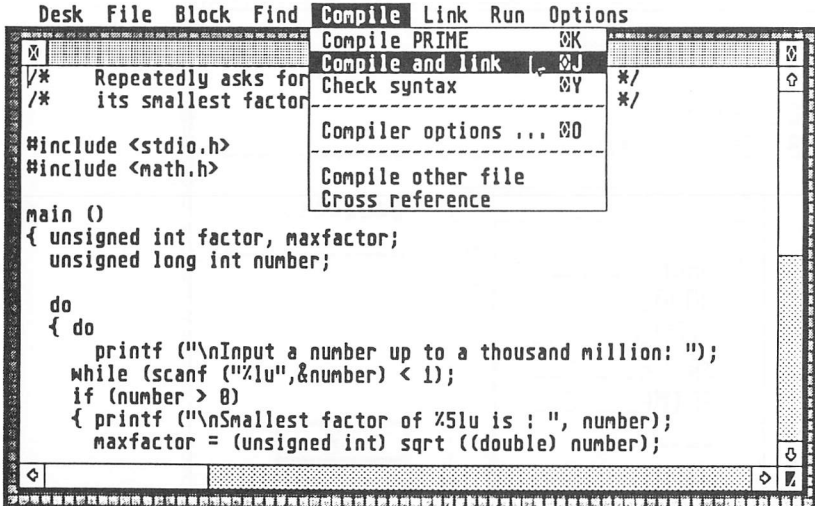 Desk File Block Find Compile Link Run Options
Compile PRIME ◊K
Compile and link ◊J
Check syntax ◊Y
Compiler options ... ◊O
Compile other file
Cross reference
/* Repeatedly asks for */
/* its smallest factor */
#include <stdio.h>
#include <math.h>
main ()
{ unsigned int factor, maxfactor;
unsigned long int number;
do
{ do
printf ("\nInput a number up to a thousand million: ");
while (scanf ("%lu",&number) < 1);
if (number > 0)
{ printf ("\nSmallest factor of %5lu is : ", number);
maxfactor = (unsigned int) sqrt ((double) number);